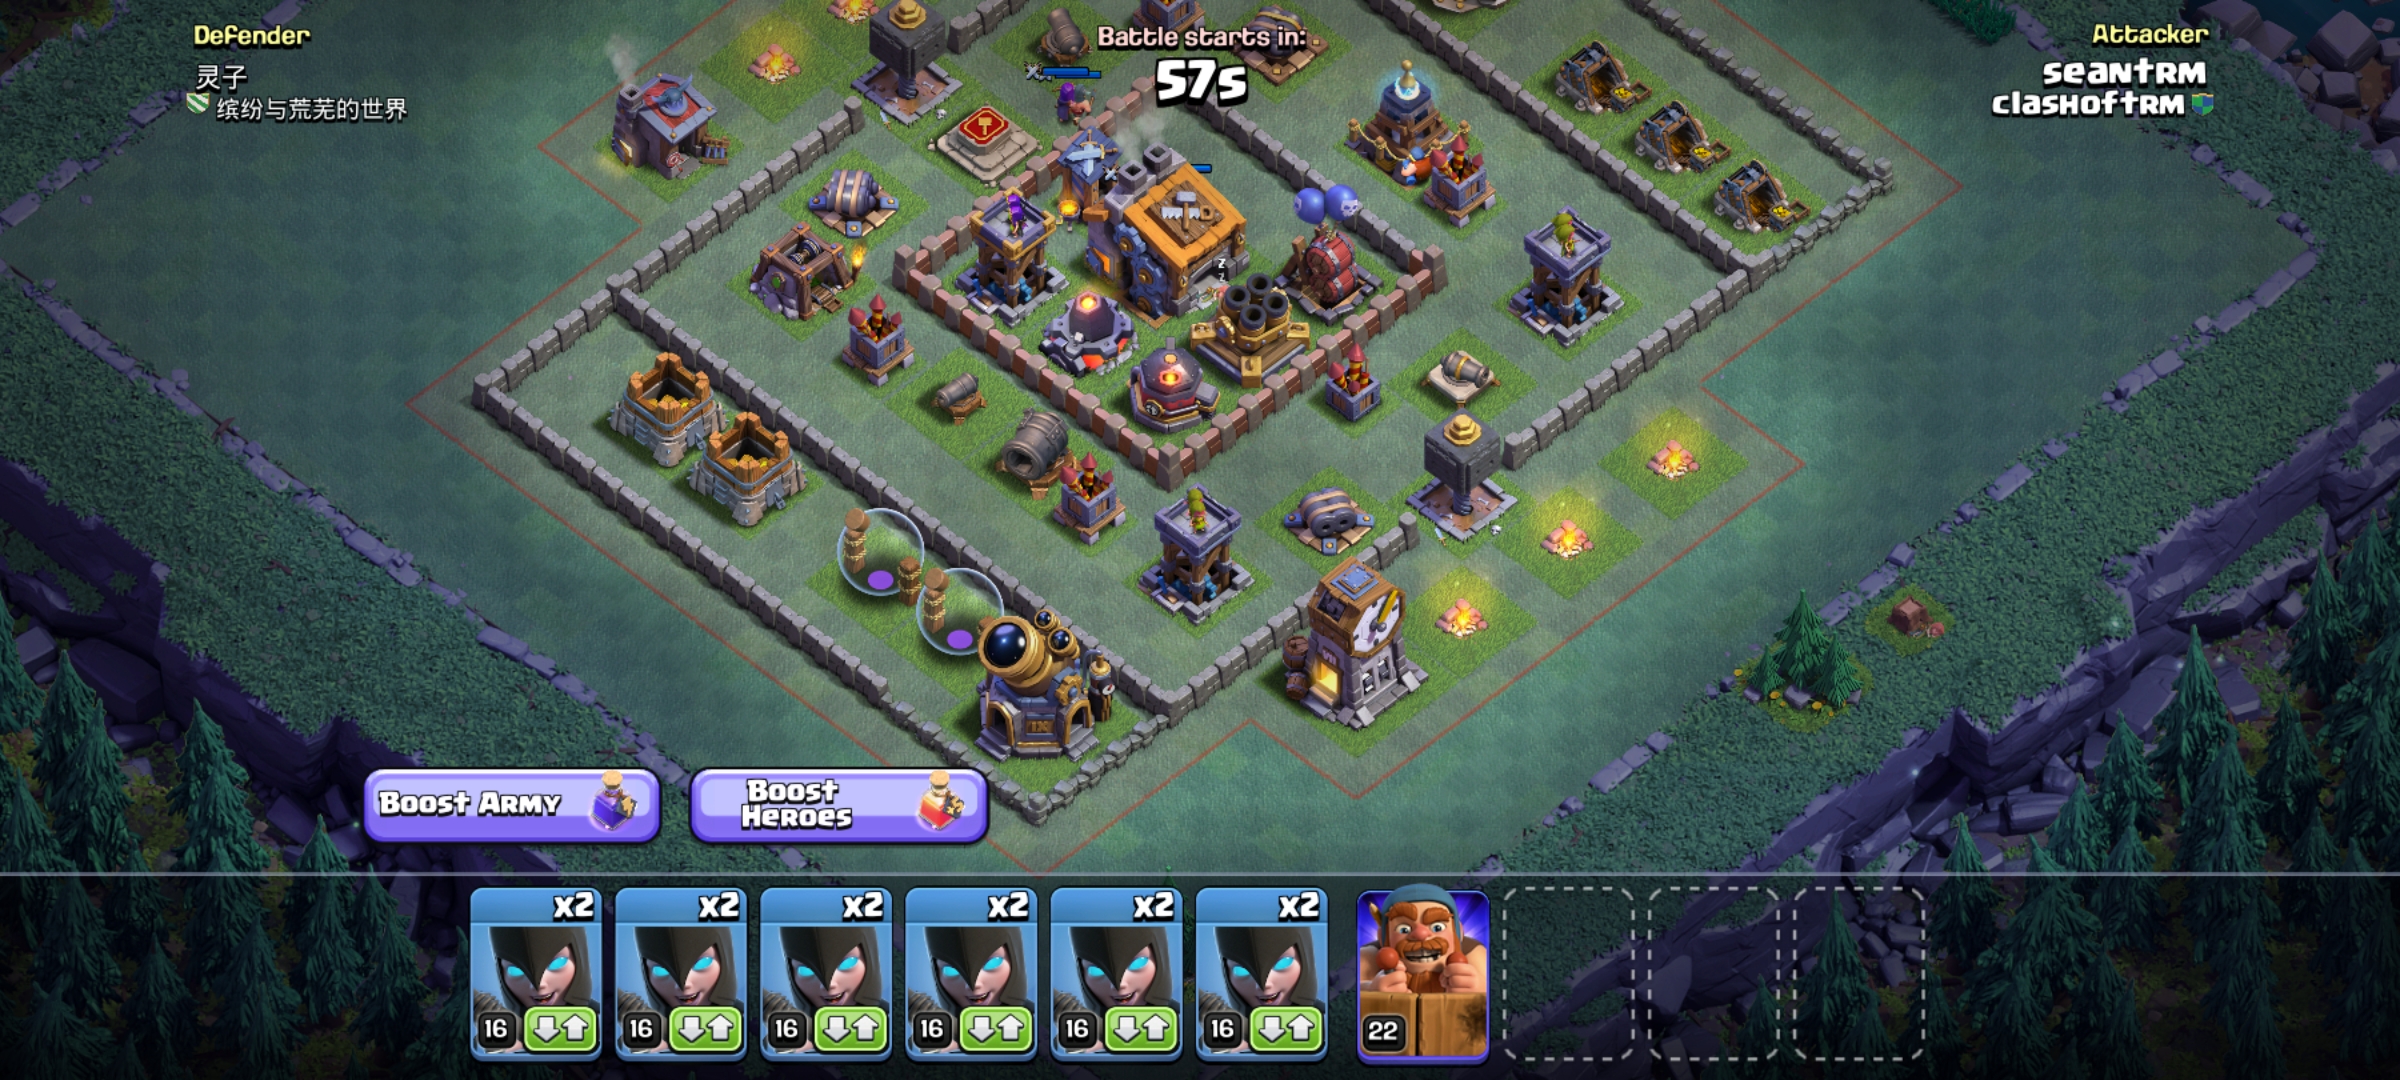 Defender
灵子
缤纷与荒芜的世界
Battle starts in:
57s
Attacker
seantRM
clashoftRM
Boost Army
Boost
Heroes
x2
x2
x2
x2
x2
x2
16
16
16
16
16
16
22